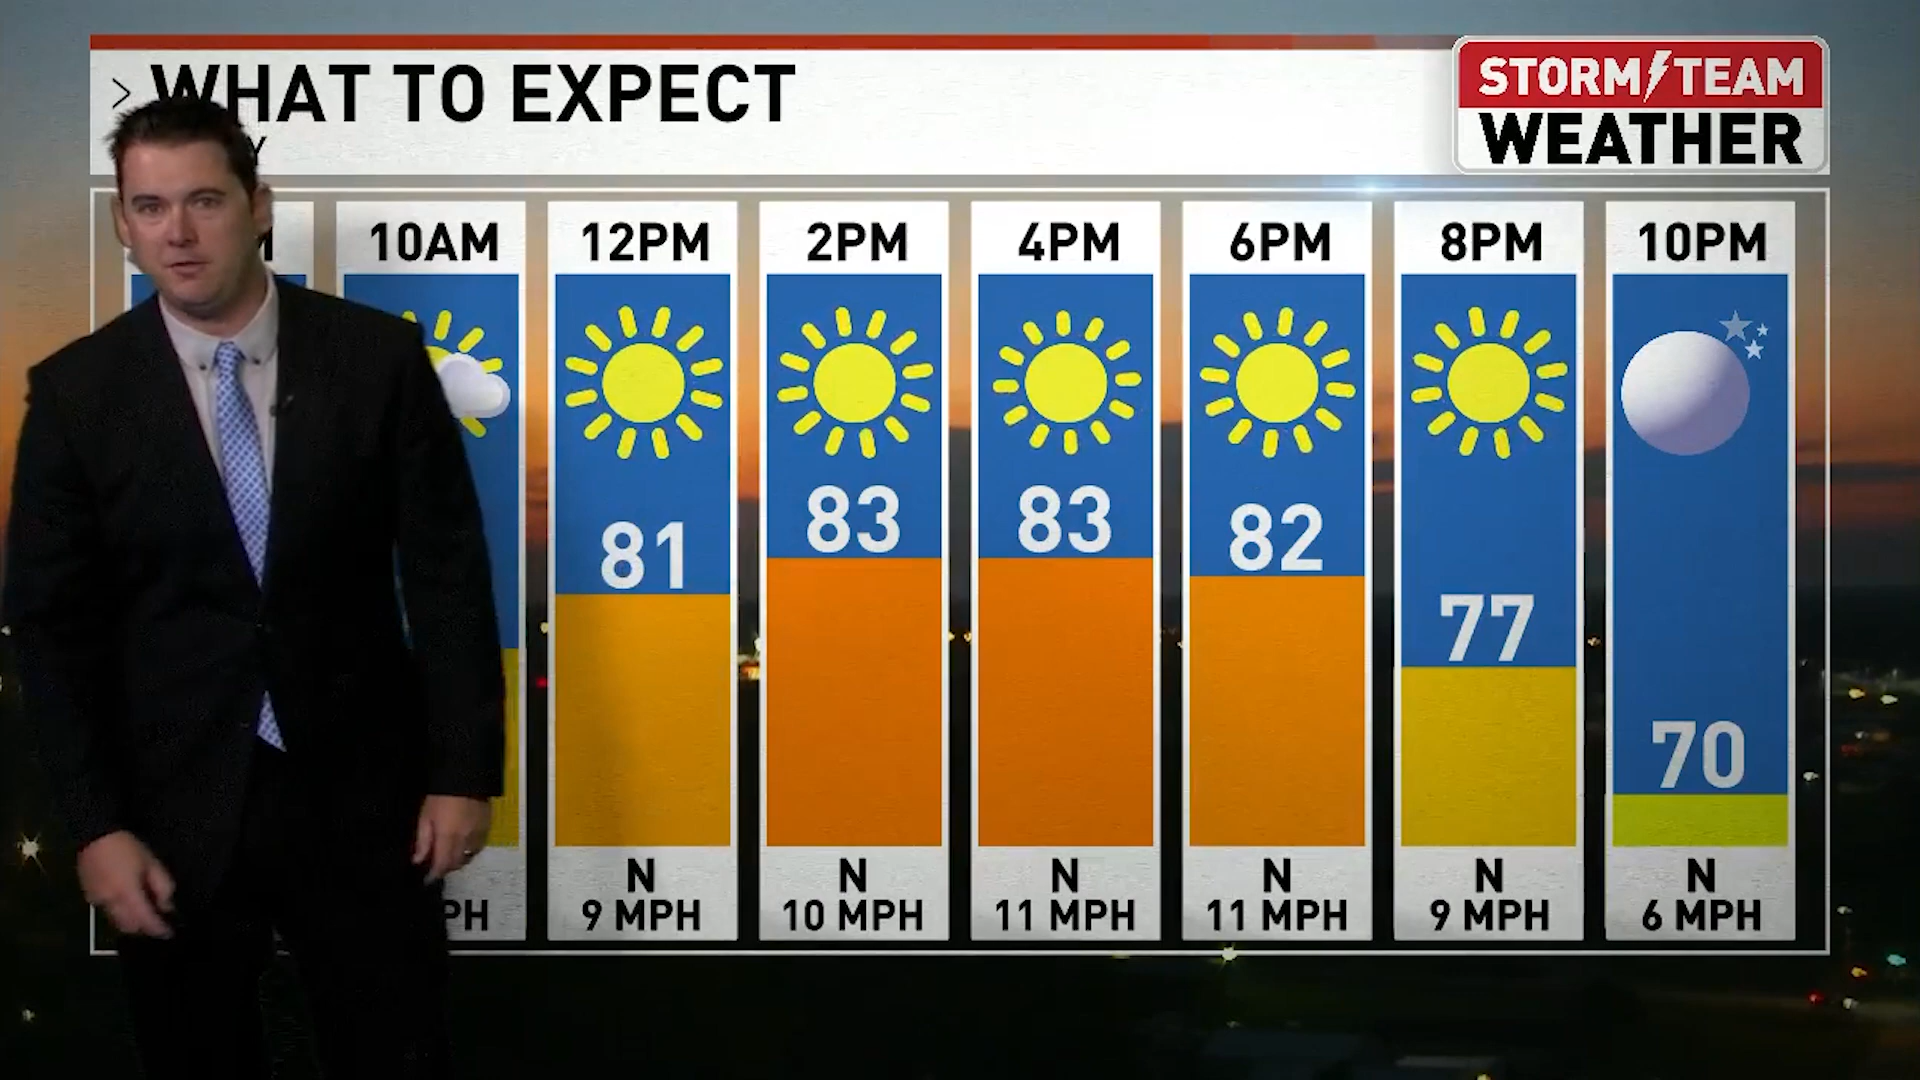 > WHAT TO EXPECT
STORM TEAM
WEATHER
10AM
12PM
2PM
4PM
6PM
8PM
10PM
81
83
83
82
77
70
N
9 MPH
N
10 MPH
N
11 MPH
N
11 MPH
N
9 MPH
N
6 MPH